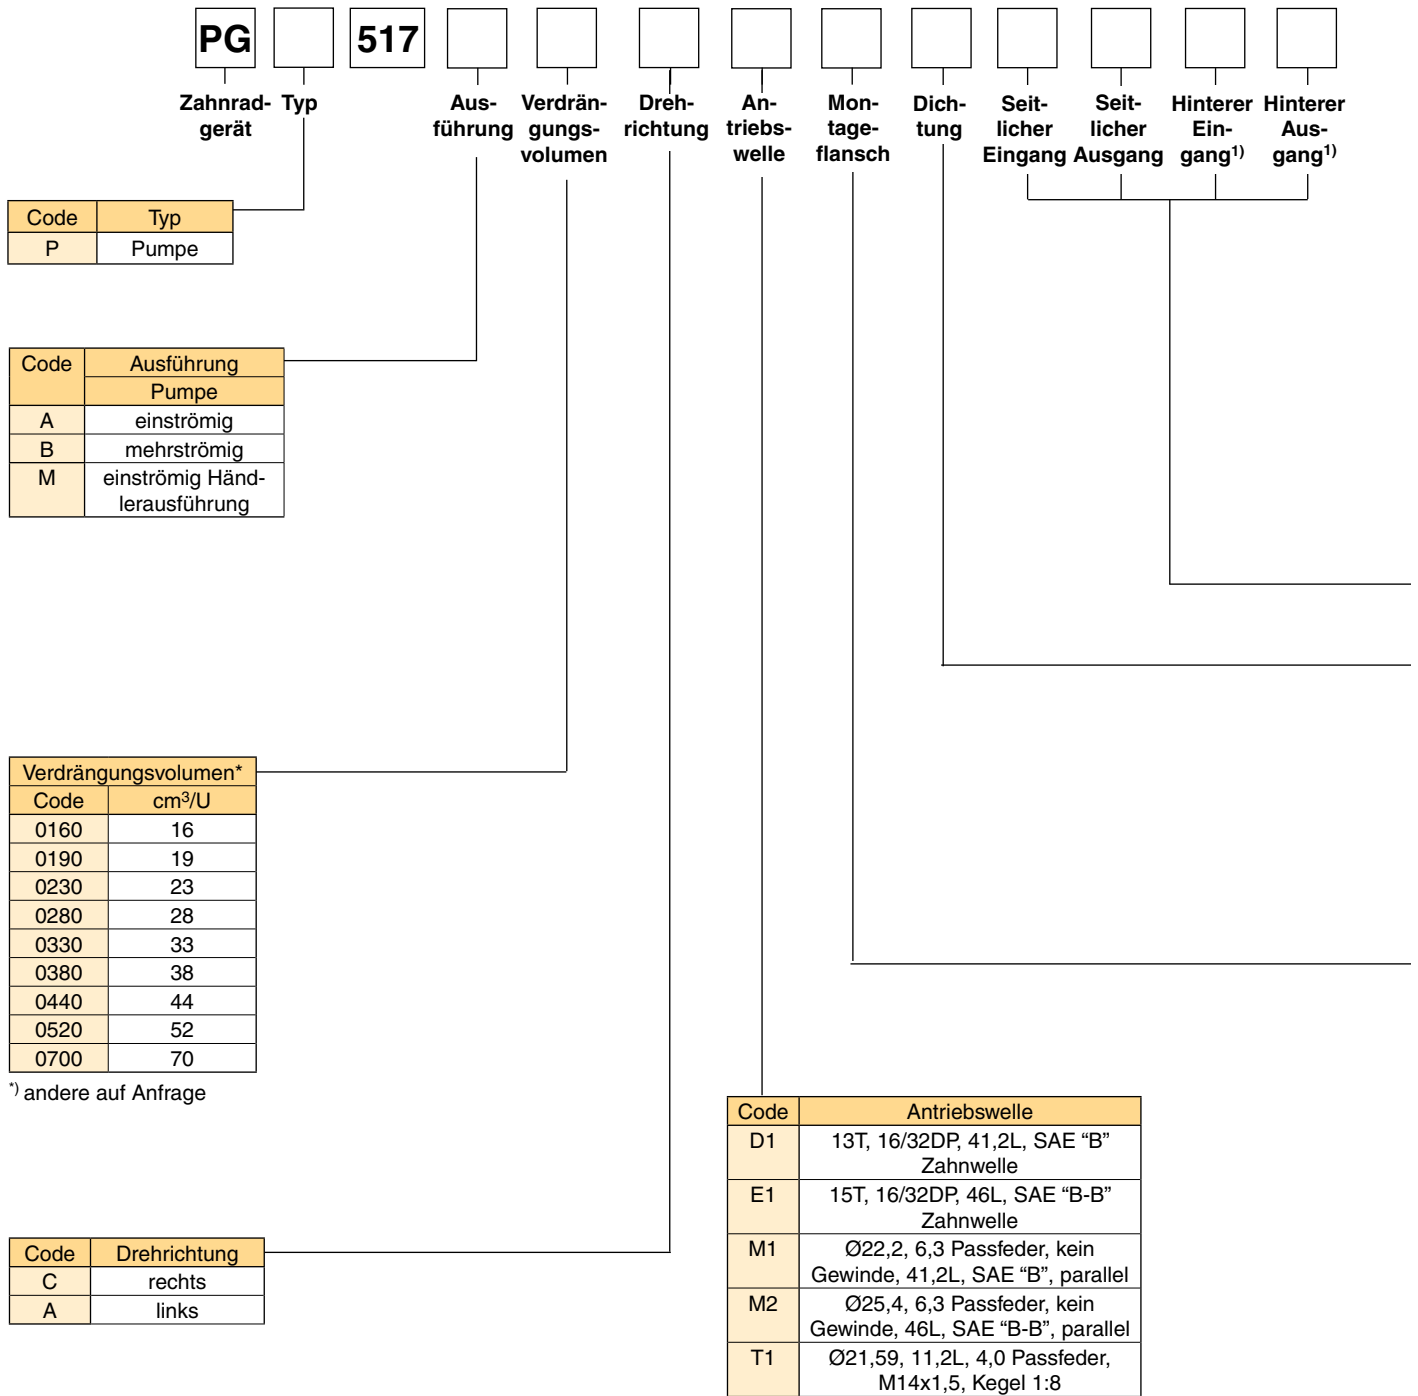 PG 517
Zahnrad- Typ Aus- Verdrän- Dreh- An- Mon- Dich- Seit- Seit- Hinterer Hinterer
gerät führung gungs- richtung triebs- tage- tung licher licher Ein- Aus-
volumen welle flansch Eingang Ausgang gang1) gang1)
Code Typ
P Pumpe
Code Ausführung
Pumpe
A einströmig
B mehrströmig
M einströmig Händ-
lerausführung
Verdrängungsvolumen*
Code cm³/U
0160 16
0190 19
0230 23
0280 28
0330 33
0380 38
0440 44
0520 52
0700 70
*) andere auf Anfrage
Code Drehrichtung
C rechts
A links
Code Antriebswelle
D1 13T, 16/32DP, 41,2L, SAE “B”
Zahnwelle
E1 15T, 16/32DP, 46L, SAE “B-B”
Zahnwelle
M1 Ø22,2, 6,3 Passfeder, kein
Gewinde, 41,2L, SAE “B”, parallel
M2 Ø25,4, 6,3 Passfeder, kein
Gewinde, 46L, SAE “B-B”, parallel
T1 Ø21,59, 11,2L, 4,0 Passfeder,
M14x1,5, Kegel 1:8